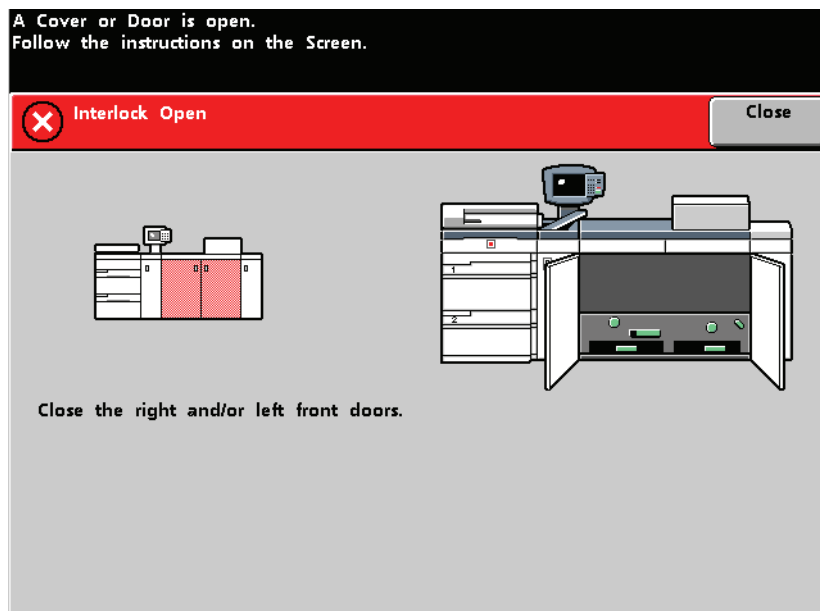 A Cover or Door is open.
Follow the instructions on the Screen.
Interlock Open
Close
1
2
Close the right and/or left front doors.